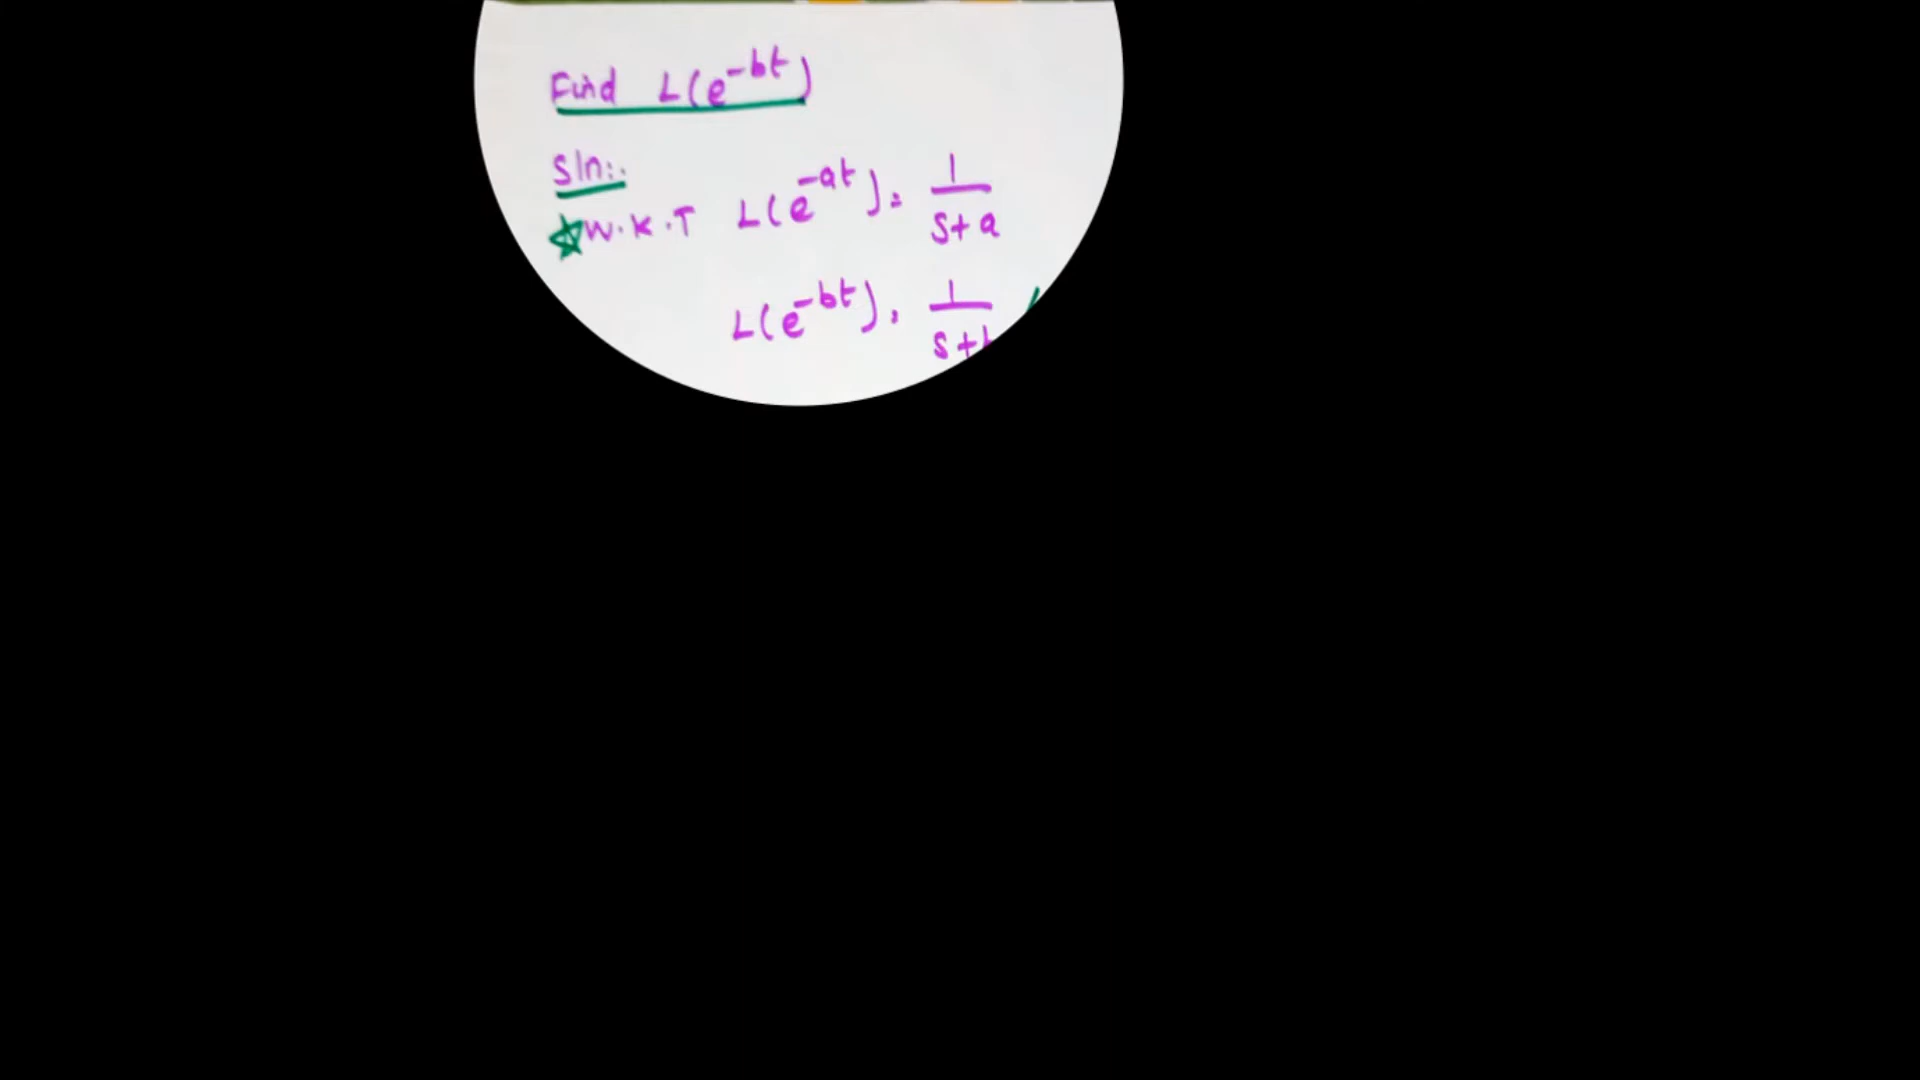 Find L(e^-bt)
Sln:.
W.K.T L(e^-at) = 1/s+a
L(e^-bt) = 1/s+